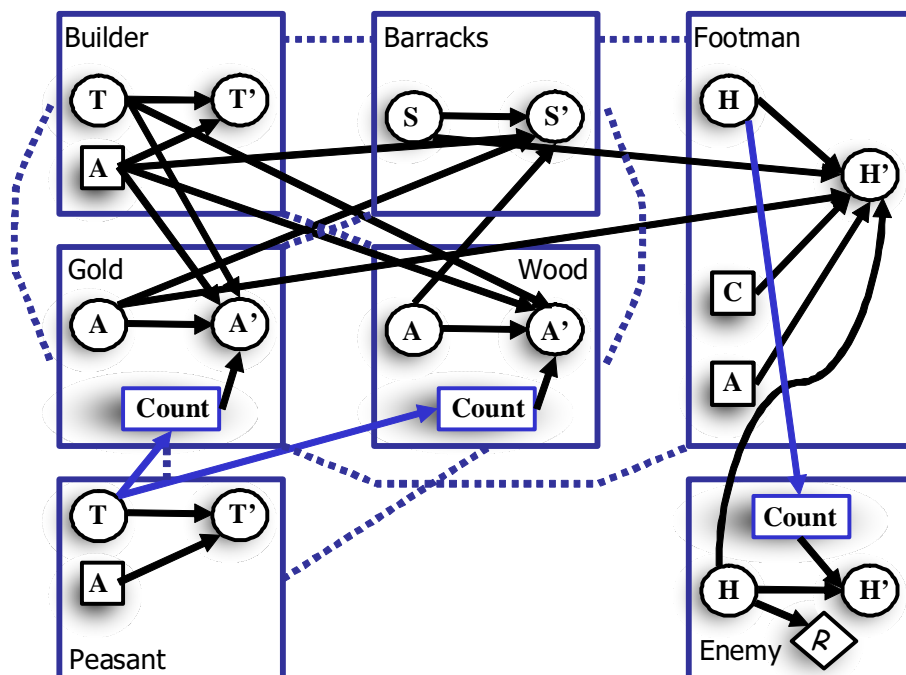 Builder
T
T’
A
Barracks
S
S’
Footman
H
H’
C
A
Gold
A
A’
Count
Wood
A
A’
Count
T
T’
A
Peasant
Count
H
H’
R
Enemy